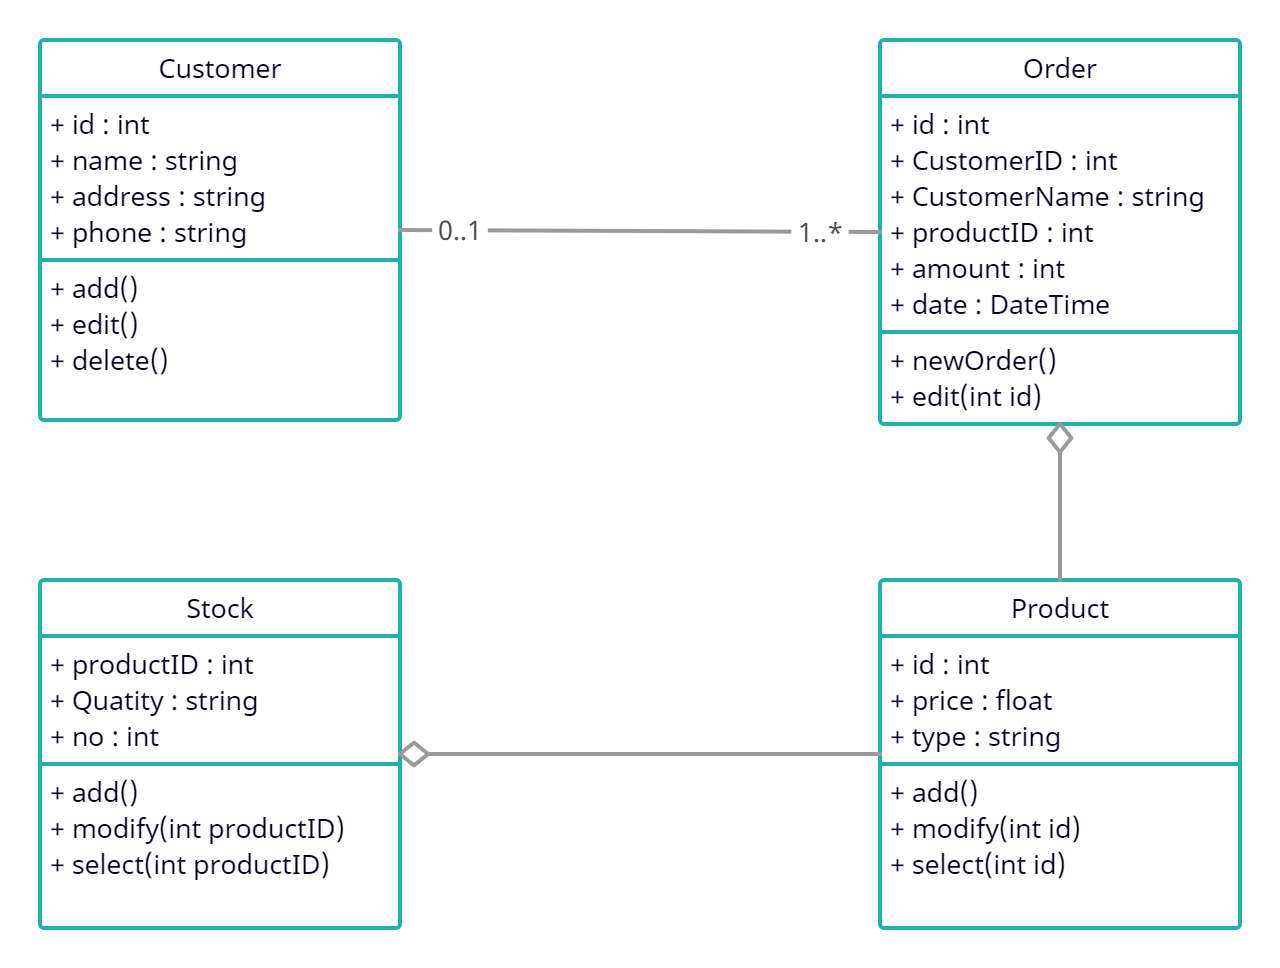 Customer
+ id : int
+ name : string
+ address : string
+ phone : string
+ add()
+ edit()
+ delete()
0..1
1..*
Order
+ id : int
+ CustomerID : int
+ CustomerName : string
+ productID : int
+ amount : int
+ date : DateTime
+ newOrder()
+ edit(int id)
Stock
+ productID : int
+ Quatity : string
+ no : int
+ add()
+ modify(int productID)
+ select(int productID)
Product
+ id : int
+ price : float
+ type : string
+ add()
+ modify(int id)
+ select(int id)